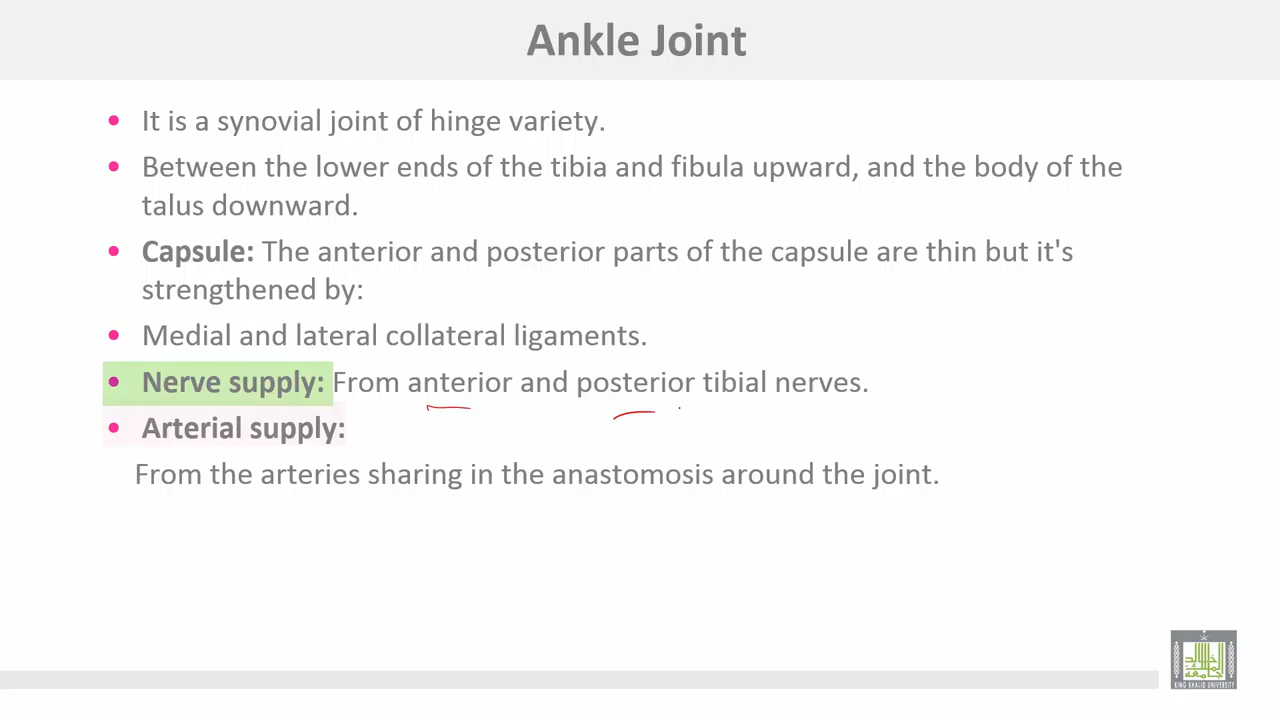 Ankle Joint
• It is a synovial joint of hinge variety.
• Between the lower ends of the tibia and fibula upward, and the body of the
talus downward.
• Capsule: The anterior and posterior parts of the capsule are thin but it's
strengthened by:
• Medial and lateral collateral ligaments.
• Nerve supply: From anterior and posterior tibial nerves.
• Arterial supply:
From the arteries sharing in the anastomosis around the joint.
KING KHALID UNIVERSITY